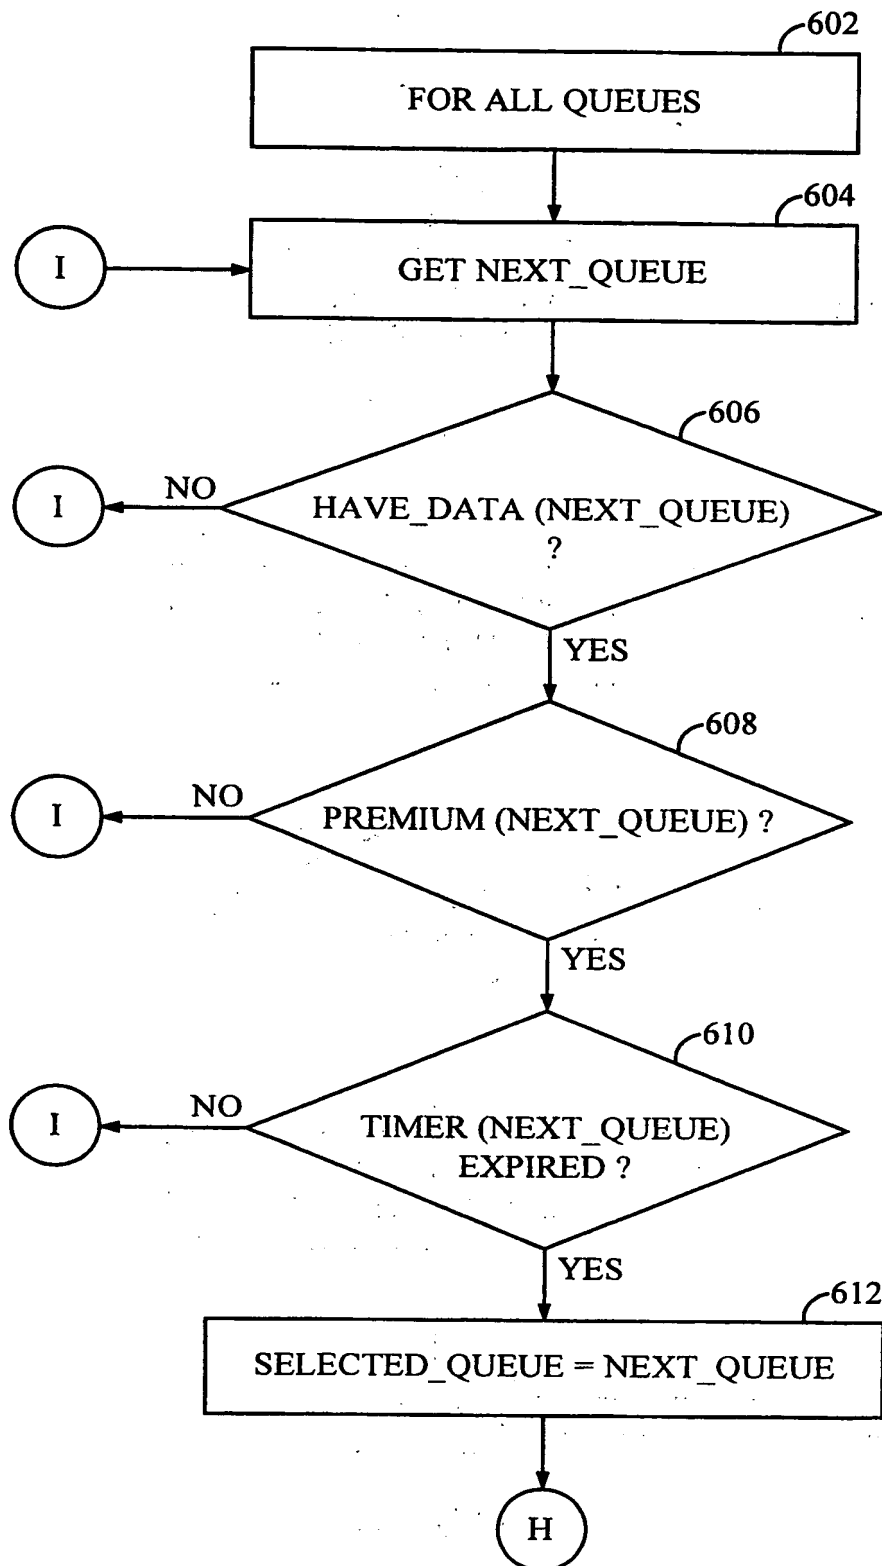 602
FOR ALL QUEUES
604
I
GET NEXT_QUEUE
606
I
NO
HAVE_DATA (NEXT_QUEUE)
?
YES
608
I
NO
PREMIUM (NEXT_QUEUE) ?
YES
610
I
NO
TIMER (NEXT_QUEUE)
EXPIRED ?
YES
612
SELECTED_QUEUE = NEXT_QUEUE
H